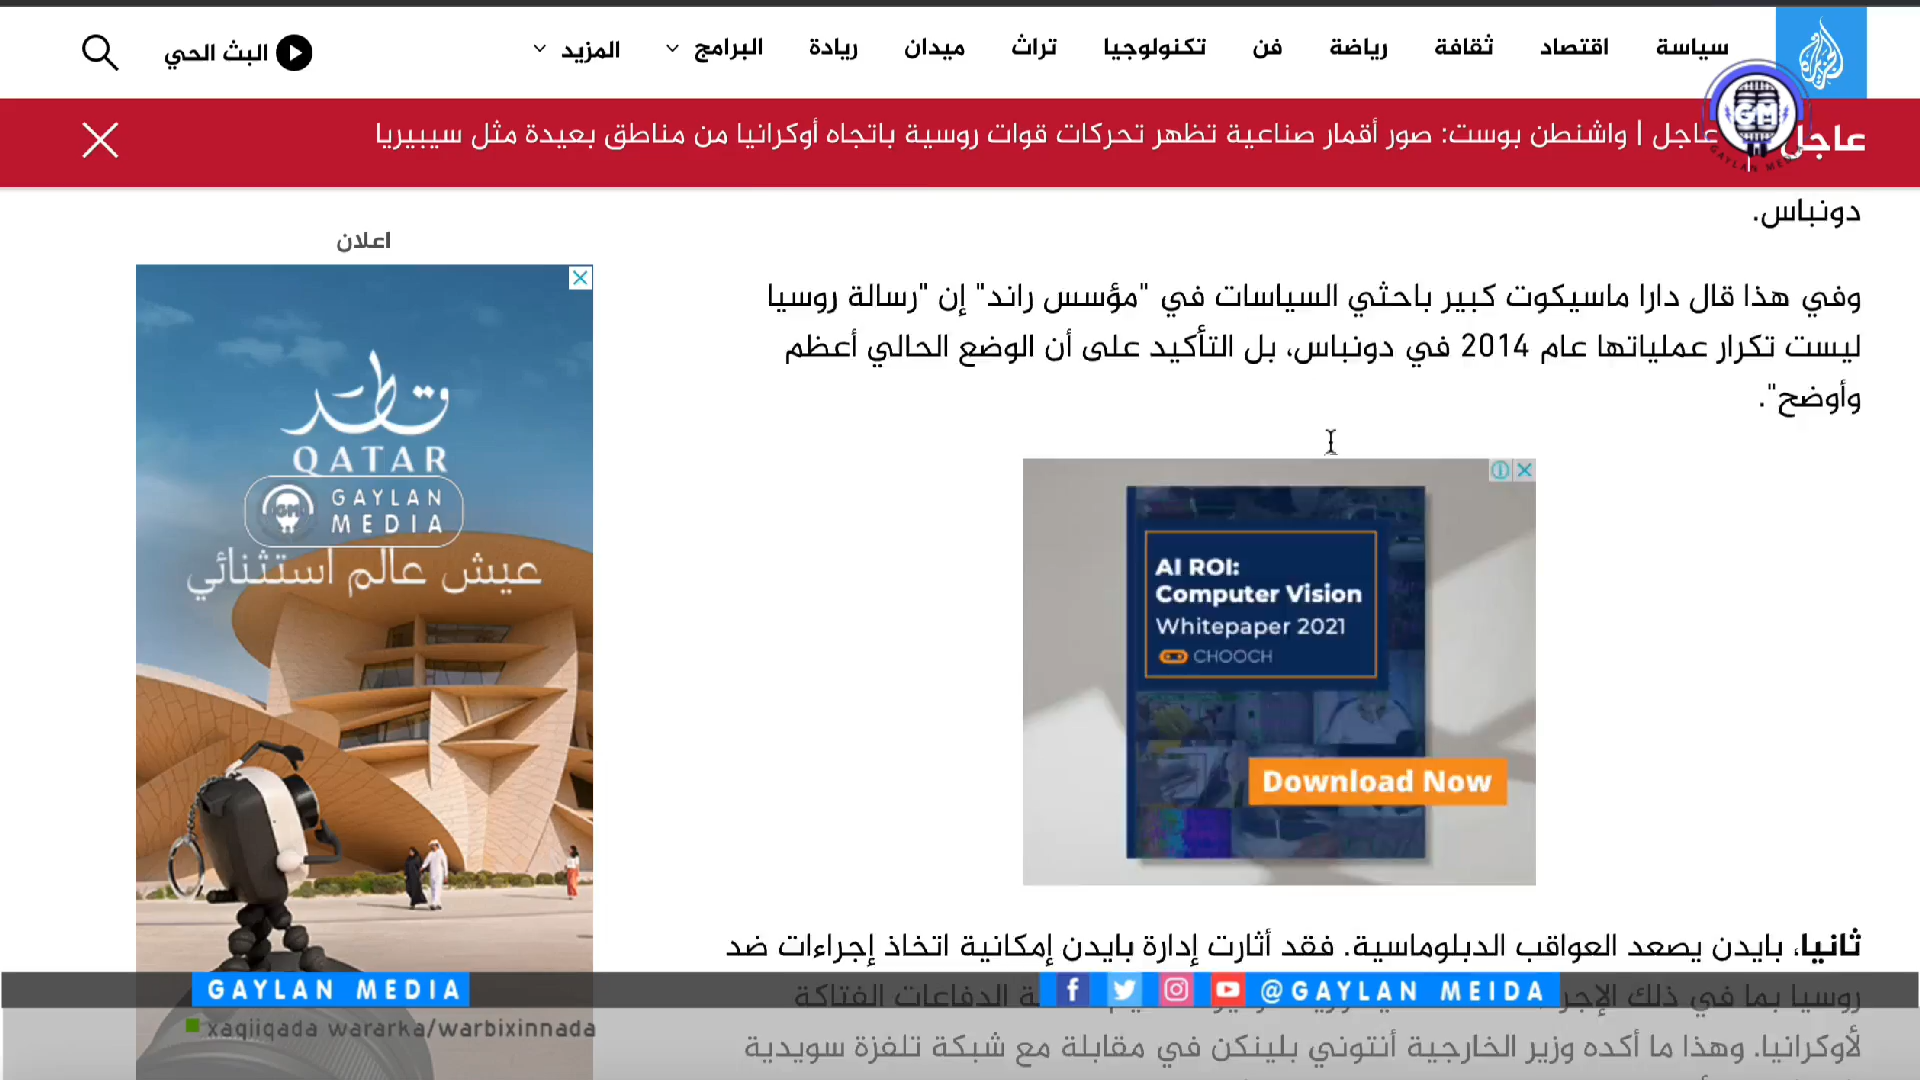 سياسة
اقتصاد
ثقافة
رياضة
فن
تكنولوجيا
تراث
ميدان
ريادة
البرامج
المزيد
البث الحي
عاجل
عاجل | واشنطن بوست: صور أقمار صناعية تظهر تحركات قوات روسية باتجاه أوكرانيا من مناطق بعيدة مثل سيبيريا
GM
GAYLAN MEDIA
دونباس.
وفي هذا قال دارا ماسيكوت كبير باحثي السياسات في "مؤسس راند" إن "رسالة روسيا
ليست تكرار عملياتها عام 2014 في دونباس، بل التأكيد على أن الوضع الحالي أعظم
وأوضح".
اعلان
قطر
QATAR
GAYLAN
MEDIA
عيش عالم استثنائي
AI ROI:
Computer Vision
Whitepaper 2021
CHOOCH
Download Now
ثانيا، بايدن يصعد العواقب الدبلوماسية. فقد أثارت إدارة بايدن إمكانية اتخاذ إجراءات ضد
روسيا بما في ذلك الدفاعات الفتاكة
لأوكرانيا. وهذا ما أكده وزير الخارجية أنتوني بلينكن في مقابلة مع شبكة تلفزة سويدية
GAYLAN MEDIA
@GAYLAN MEIDA
xaqiiqada wararka/warbixinnada